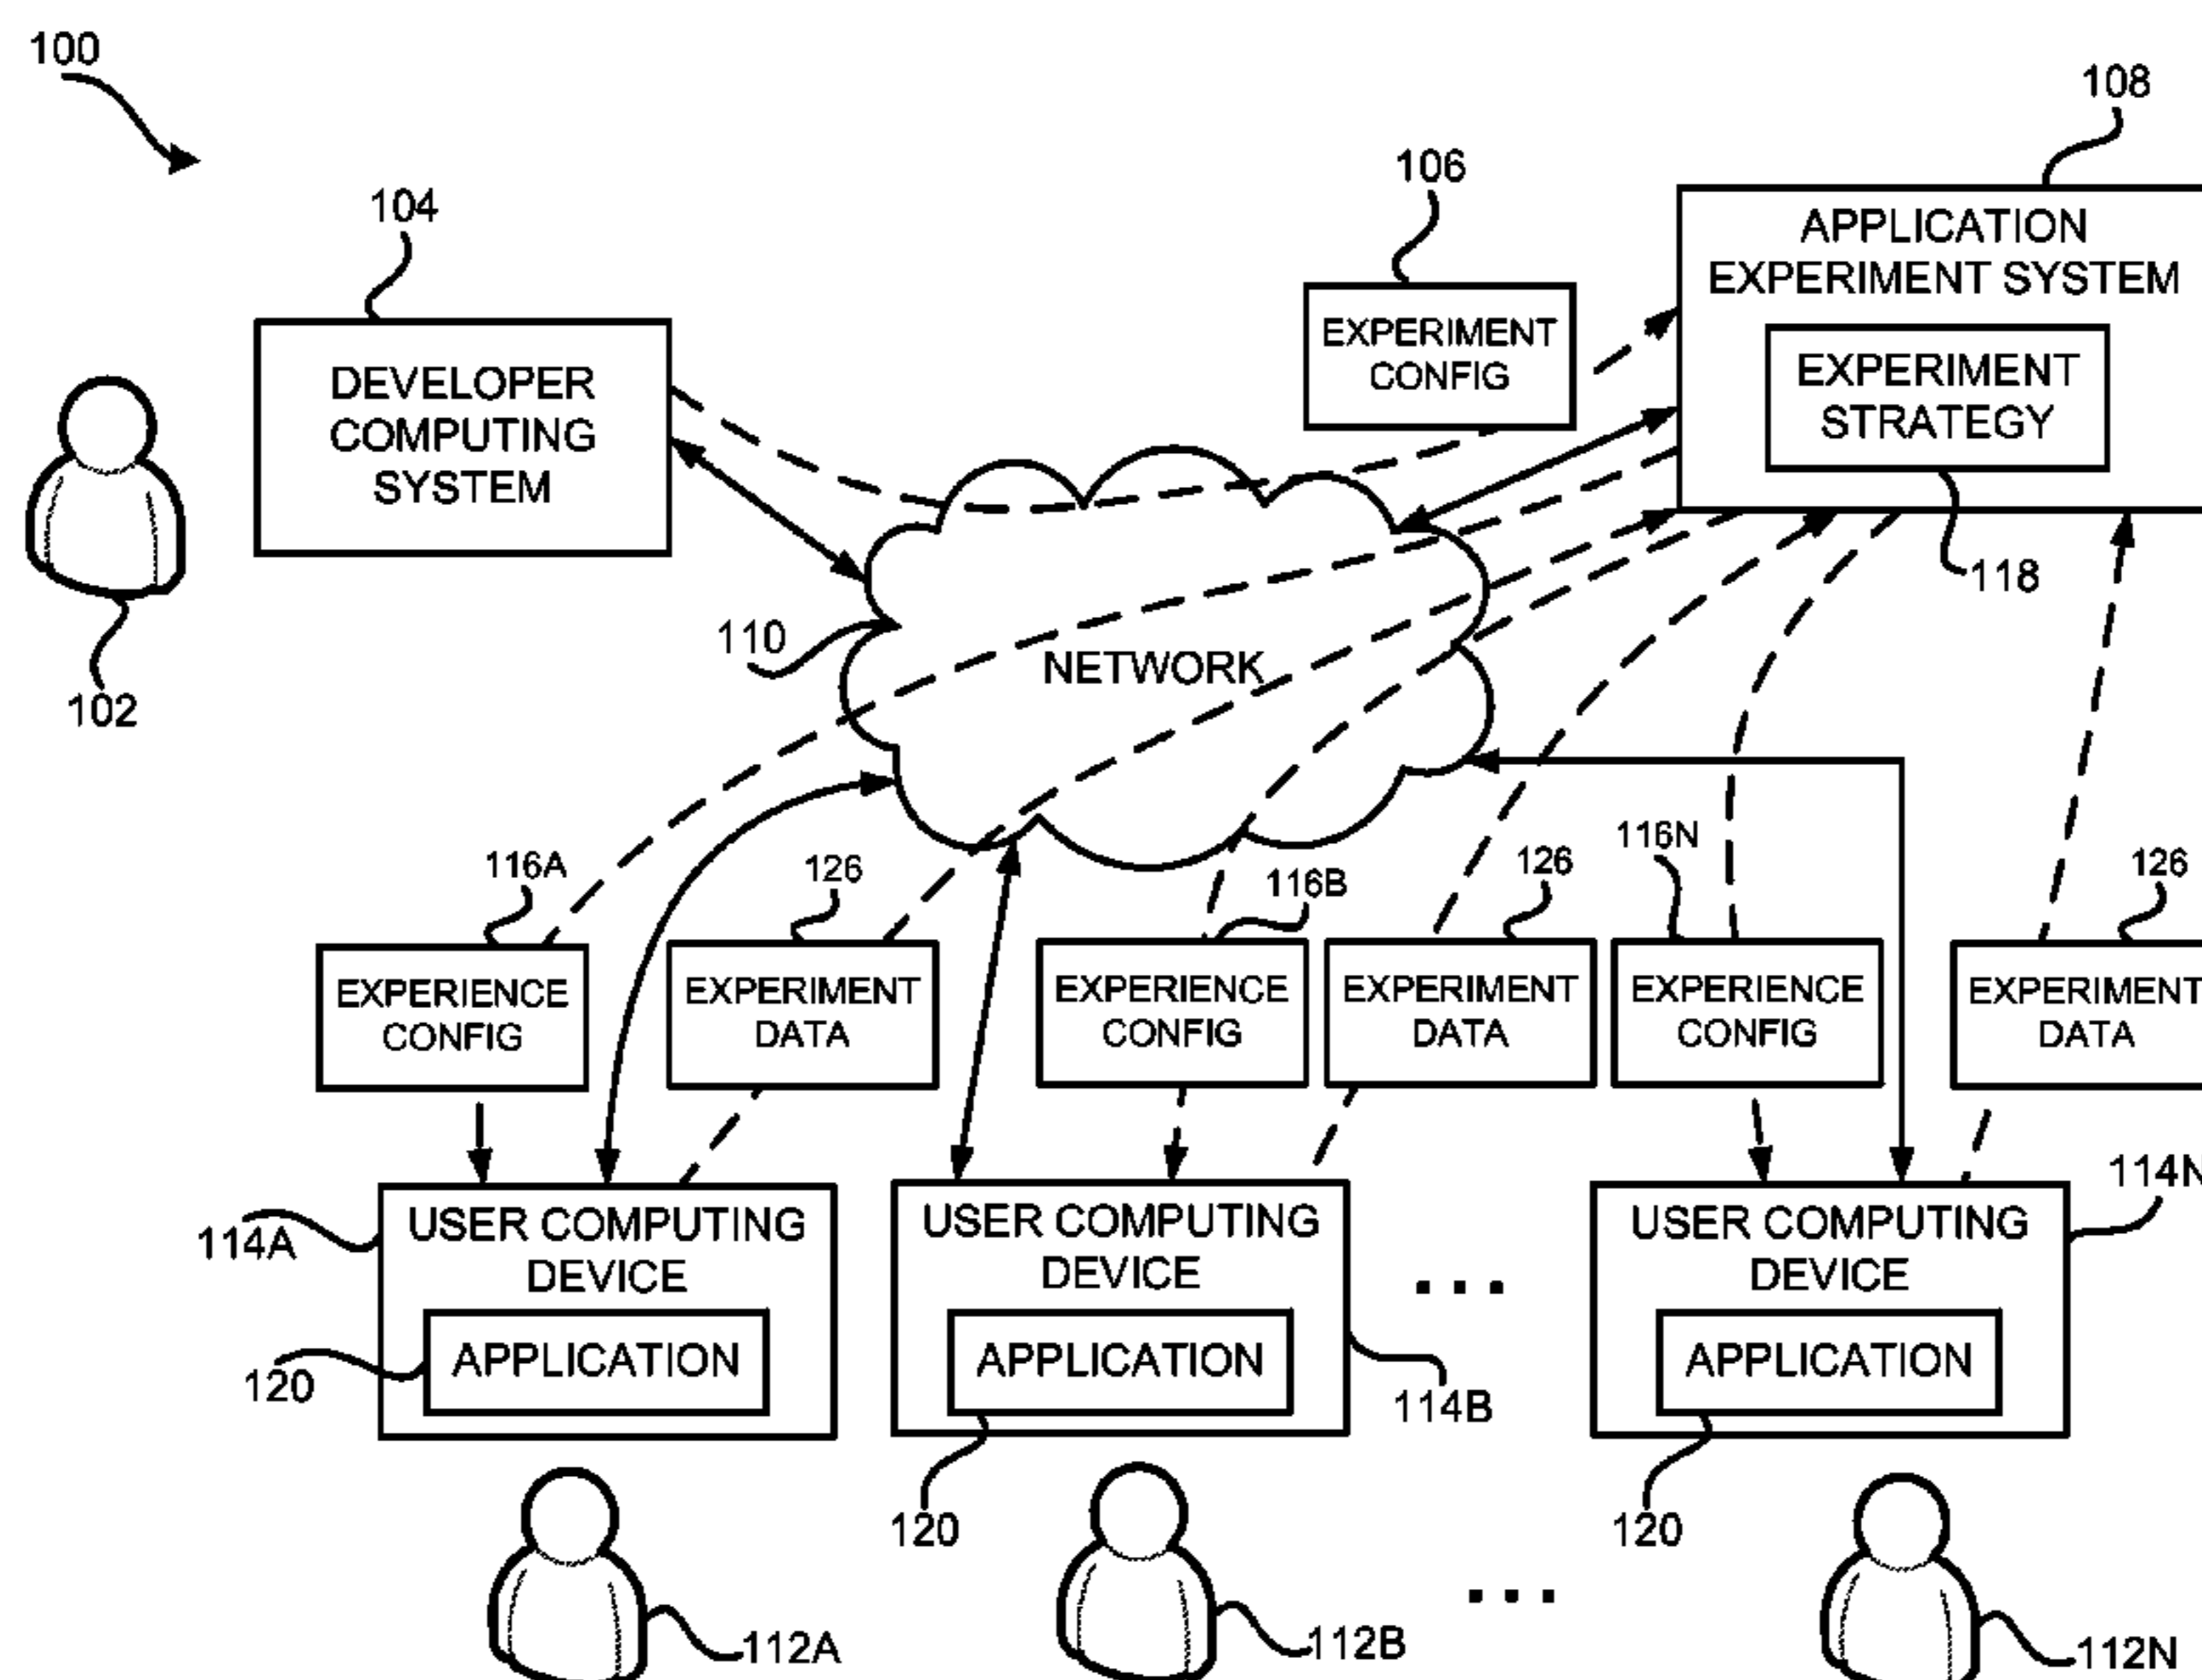 100
108
106
104
APPLICATION
EXPERIMENT SYSTEM
EXPERIMENT
CONFIG
EXPERIMENT
STRATEGY
DEVELOPER
COMPUTING
SYSTEM
118
110
NETWORK
102
116A
126
116B
126
116N
126
EXPERIENCE
CONFIG
EXPERIMENT
DATA
EXPERIENCE
CONFIG
EXPERIMENT
DATA
EXPERIENCE
CONFIG
EXPERIMENT
DATA
114N
114A
USER COMPUTING
DEVICE
USER COMPUTING
DEVICE
...
USER COMPUTING
DEVICE
120
APPLICATION
APPLICATION
114B
APPLICATION
120
120
...
112A
112B
112N